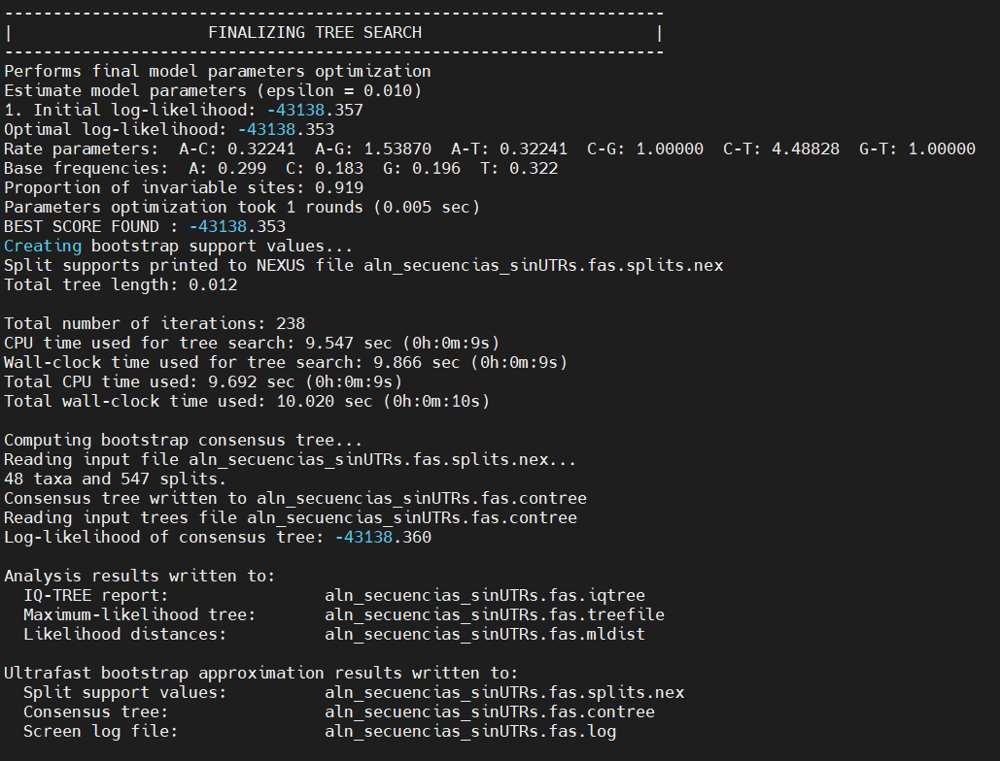 --------------------------------------------------------------------
|                    FINALIZING TREE SEARCH                        |
--------------------------------------------------------------------
Performs final model parameters optimization
Estimate model parameters (epsilon = 0.010)
1. Initial log-likelihood: -43138.357
Optimal log-likelihood: -43138.353
Rate parameters:  A-C: 0.32241  A-G: 1.53870  A-T: 0.32241  C-G: 1.00000  C-T: 4.48828  G-T: 1.00000
Base frequencies:  A: 0.299  C: 0.183  G: 0.196  T: 0.322
Proportion of invariable sites: 0.919
Parameters optimization took 1 rounds (0.005 sec)
BEST SCORE FOUND : -43138.353
Creating bootstrap support values...
Split supports printed to NEXUS file aln_secuencias_sinUTRs.fas.splits.nex
Total tree length: 0.012

Total number of iterations: 238
CPU time used for tree search: 9.547 sec (0h:0m:9s)
Wall-clock time used for tree search: 9.866 sec (0h:0m:9s)
Total CPU time used: 9.692 sec (0h:0m:9s)
Total wall-clock time used: 10.020 sec (0h:0m:10s)

Computing bootstrap consensus tree...
Reading input file aln_secuencias_sinUTRs.fas.splits.nex...
48 taxa and 547 splits.
Consensus tree written to aln_secuencias_sinUTRs.fas.contree
Reading input trees file aln_secuencias_sinUTRs.fas.contree
Log-likelihood of consensus tree: -43138.360

Analysis results written to:
  IQ-TREE report:                aln_secuencias_sinUTRs.fas.iqtree
  Maximum-likelihood tree:       aln_secuencias_sinUTRs.fas.treefile
  Likelihood distances:          aln_secuencias_sinUTRs.fas.mldist

Ultrafast bootstrap approximation results written to:
  Split support values:          aln_secuencias_sinUTRs.fas.splits.nex
  Consensus tree:                aln_secuencias_sinUTRs.fas.contree
  Screen log file:               aln_secuencias_sinUTRs.fas.log